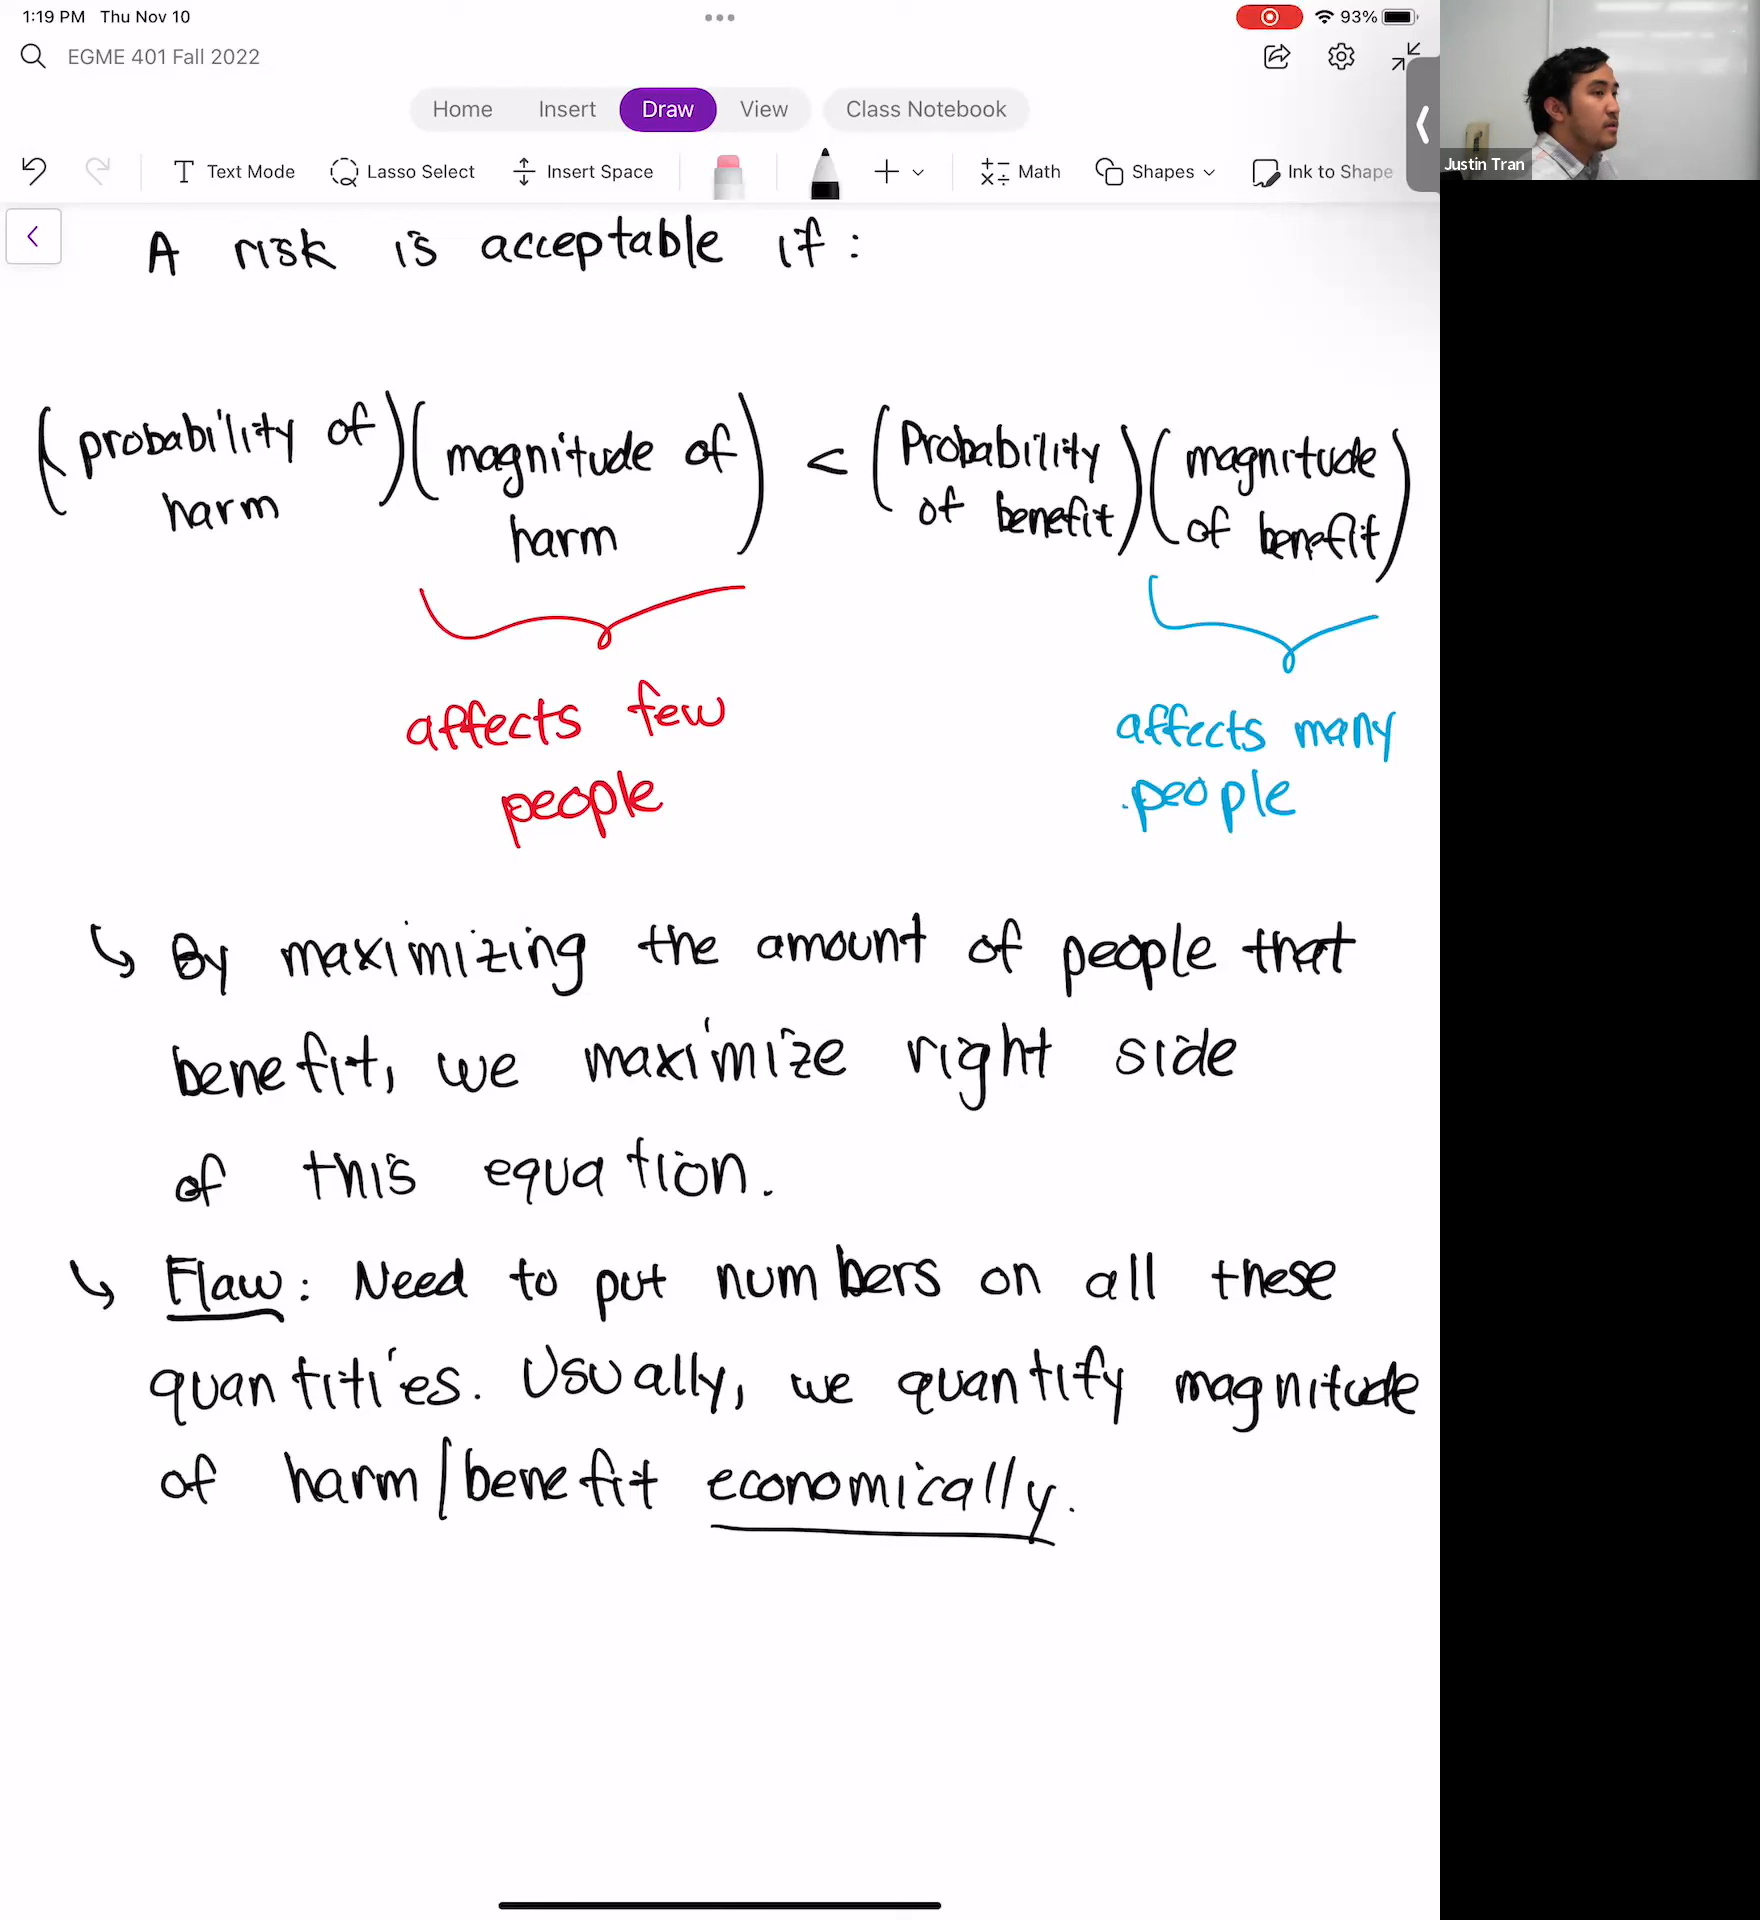 1:19 PM Thu Nov 10
93%
EGME 401 Fall 2022
Home Insert Draw View Class Notebook
Text Mode Lasso Select Insert Space Math Shapes Ink to Shape
Justin Tran
A risk is acceptable if :
(probability of harm) (magnitude of harm) < (Probability of benefit) (magnitude of benefit)
affects few
people
affects many
people
↳ By maximizing the amount of people that
benefit, we maximize right side
of this equation.
↳ Flaw: Need to put numbers on all these
quantities. Usually, we quantify magnitude
of harm/benefit economically.